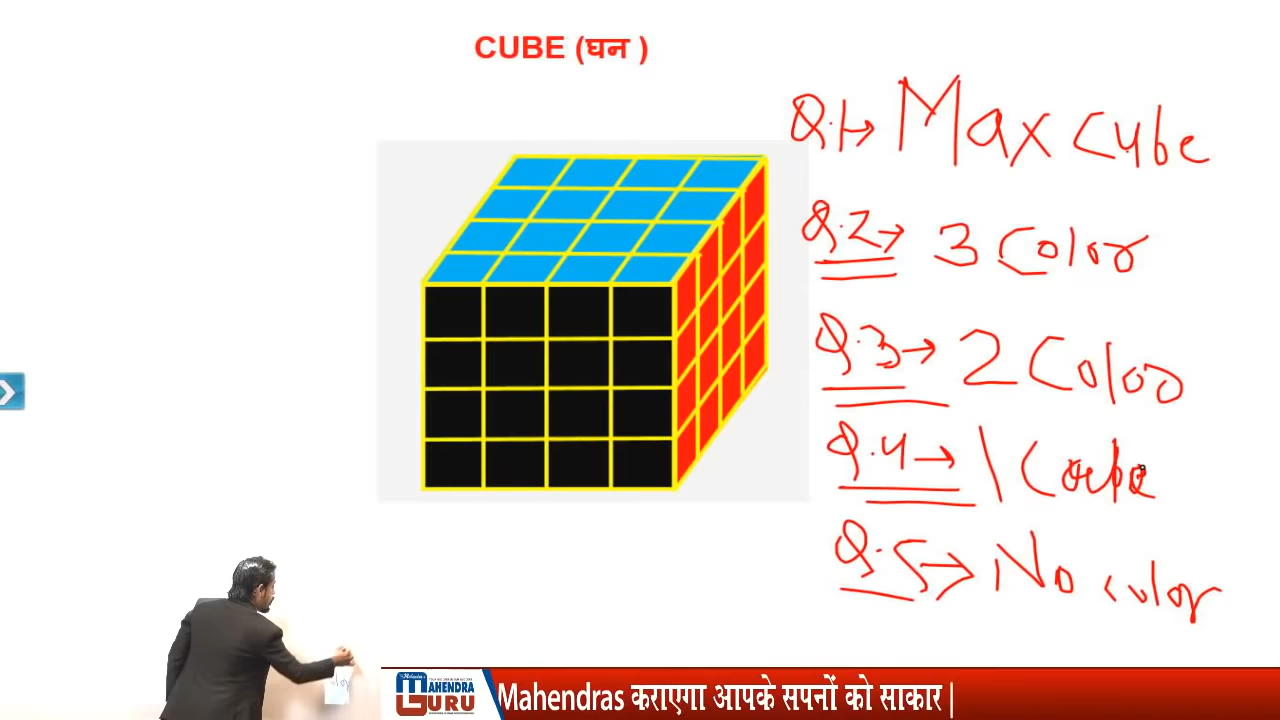 CUBE (घन )
Q.1→ Max Cube
Q.2→ 3 Color
Q.3→ 2 Color
Q.4→ 1 Cube
Q.5→ No color
Mahendra's
MAHENDRA
GURU
Mahendras कराएगा आपके सपनों को साकार |